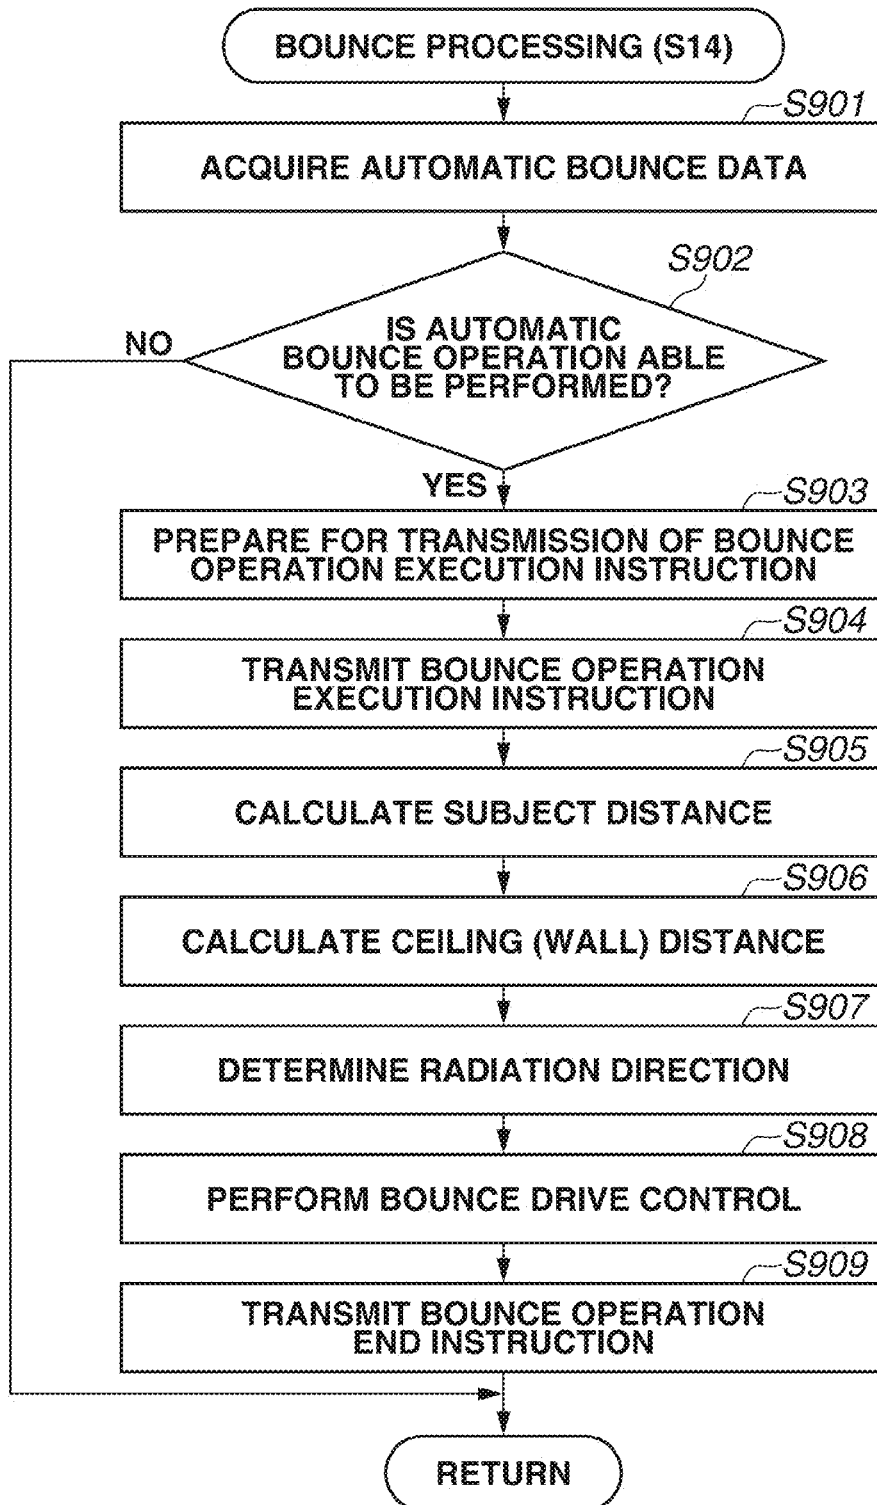 BOUNCE PROCESSING (S14)
S901
ACQUIRE AUTOMATIC BOUNCE DATA
S902
IS AUTOMATIC
BOUNCE OPERATION ABLE
TO BE PERFORMED?
NO
YES
S903
PREPARE FOR TRANSMISSION OF BOUNCE
OPERATION EXECUTION INSTRUCTION
S904
TRANSMIT BOUNCE OPERATION
EXECUTION INSTRUCTION
S905
CALCULATE SUBJECT DISTANCE
S906
CALCULATE CEILING (WALL) DISTANCE
S907
DETERMINE RADIATION DIRECTION
S908
PERFORM BOUNCE DRIVE CONTROL
S909
TRANSMIT BOUNCE OPERATION
END INSTRUCTION
RETURN